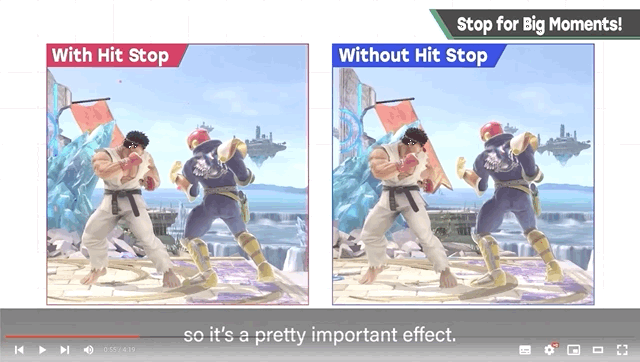 Stop for Big Moments!
With Hit Stop
Without Hit Stop
so it's a pretty important effect.